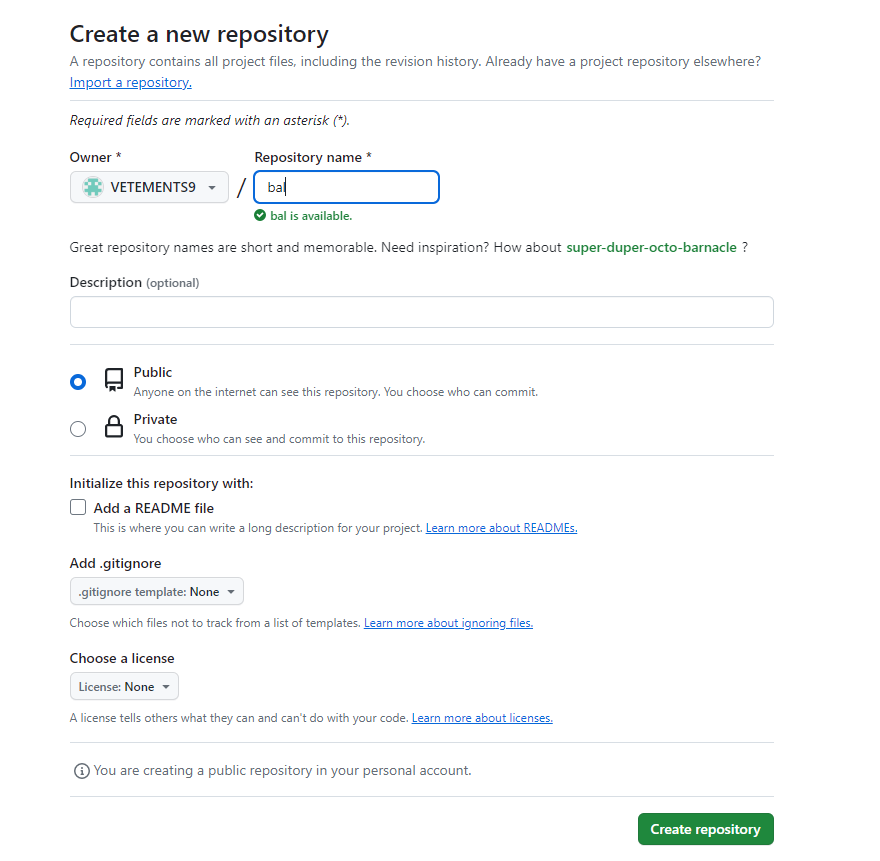 Create a new repository
A repository contains all project files, including the revision history. Already have a project repository elsewhere?
Import a repository.
Required fields are marked with an asterisk (*).
Owner * Repository name *
VETEMENTS9 / bal
bal is available.
Great repository names are short and memorable. Need inspiration? How about super-duper-octo-barnacle ?
Description (optional)
Public
Anyone on the internet can see this repository. You choose who can commit.
Private
You choose who can see and commit to this repository.
Initialize this repository with:
Add a README file
This is where you can write a long description for your project. Learn more about READMEs.
Add .gitignore
.gitignore template: None
Choose which files not to track from a list of templates. Learn more about ignoring files.
Choose a license
License: None
A license tells others what they can and can't do with your code. Learn more about licenses.
You are creating a public repository in your personal account.
Create repository